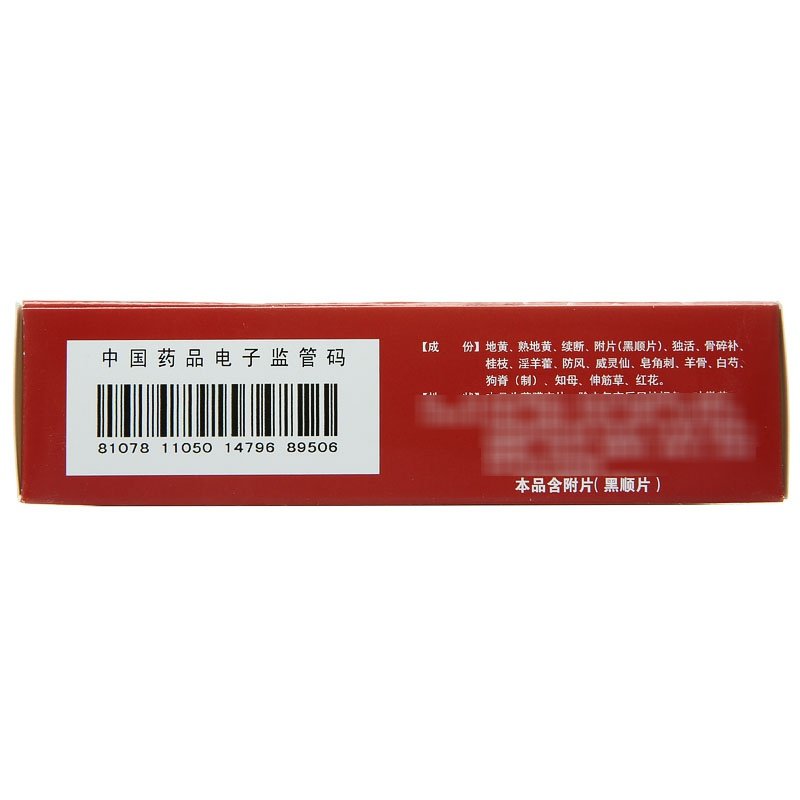 中国药品电子监管码
81078 11050 14796 89506
【成 份】地黄、熟地黄、续断、附片(黑顺片)、独活、骨碎补、
桂枝、淫羊藿、防风、威灵仙、皂角刺、羊骨、白芍、
狗脊（制）、知母、伸筋草、红花。
本品含附片( 黑顺片 )